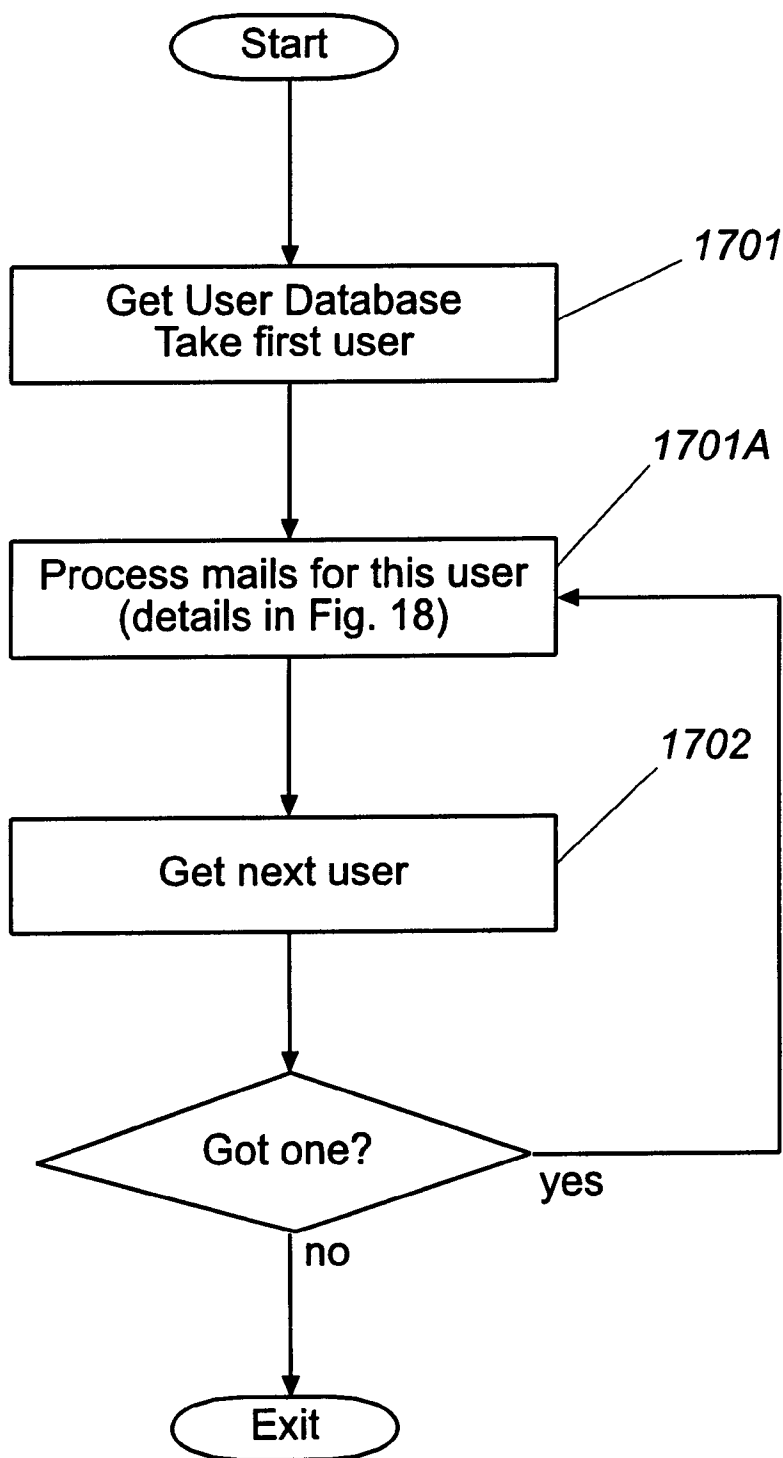 Start
1701
Get User Database
Take first user
1701A
Process mails for this user
(details in Fig. 18)
1702
Get next user
Got one?
yes
no
Exit